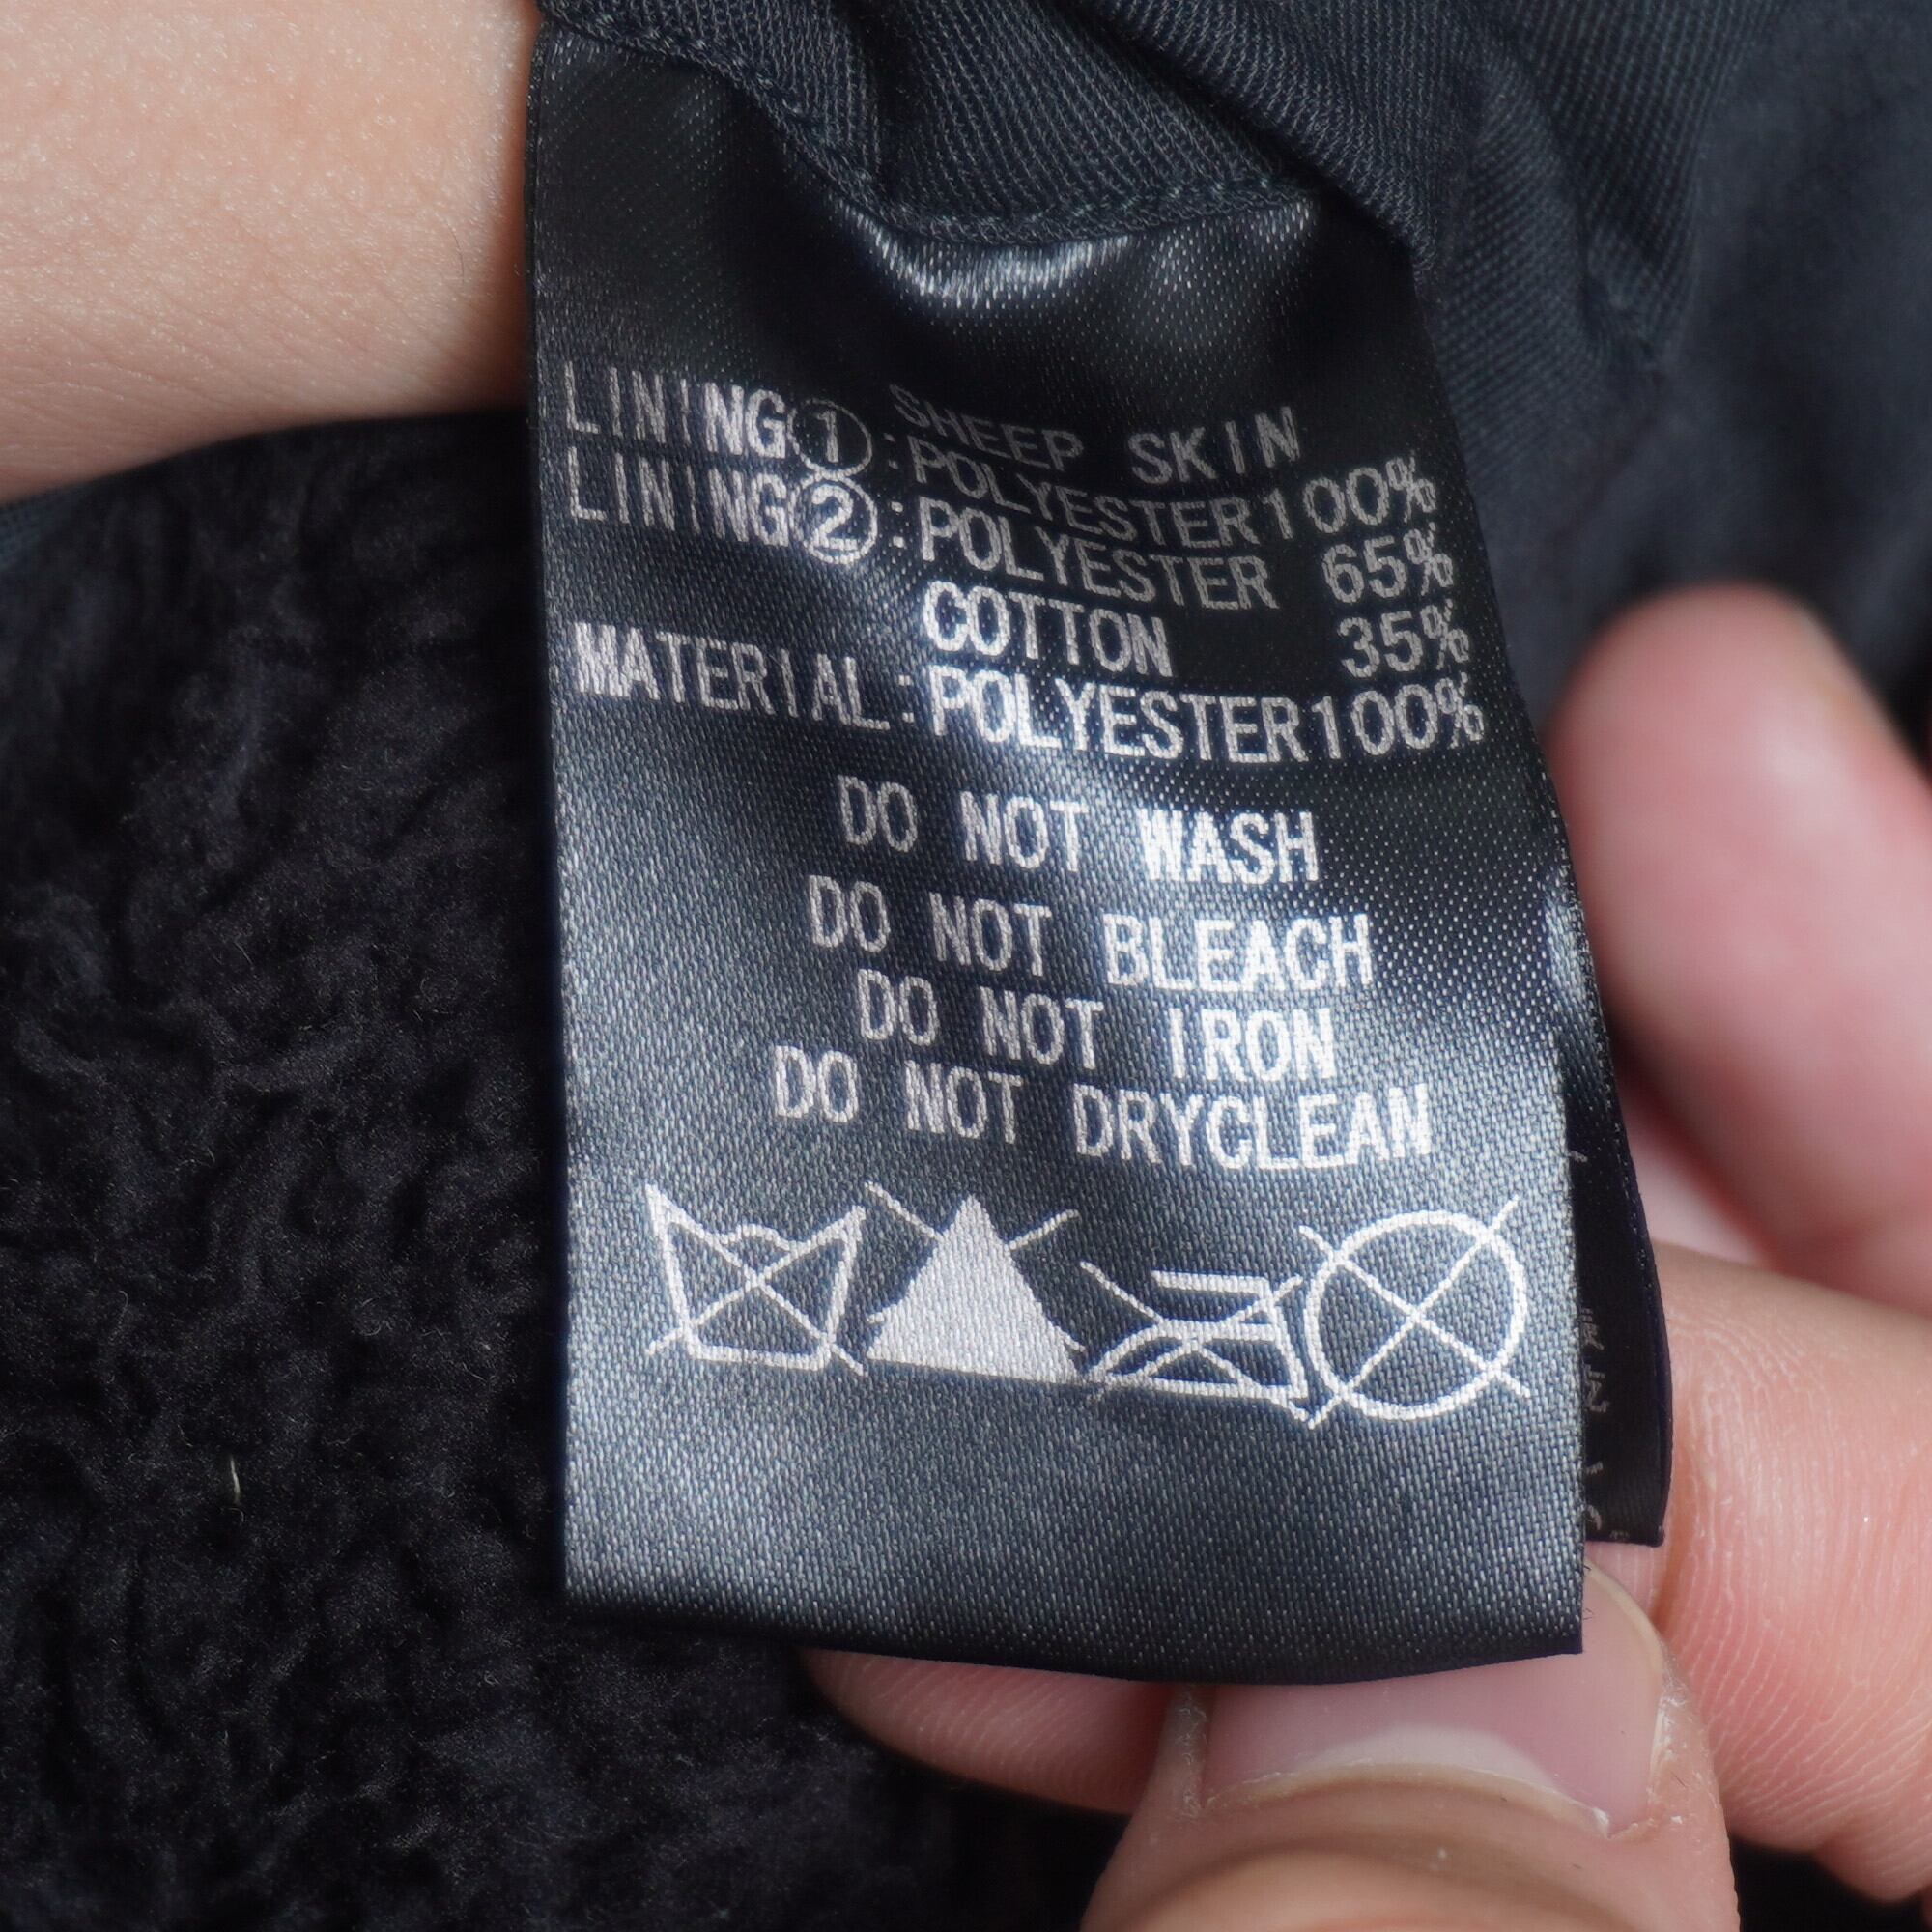 SHEEP SKIN
LINING①:POLYESTER100%
LINING②:POLYESTER 65%
COTTON 35%
MATERIAL:POLYESTER100%
DO NOT WASH
DO NOT BLEACH
DO NOT IRON
DO NOT DRYCLEAN